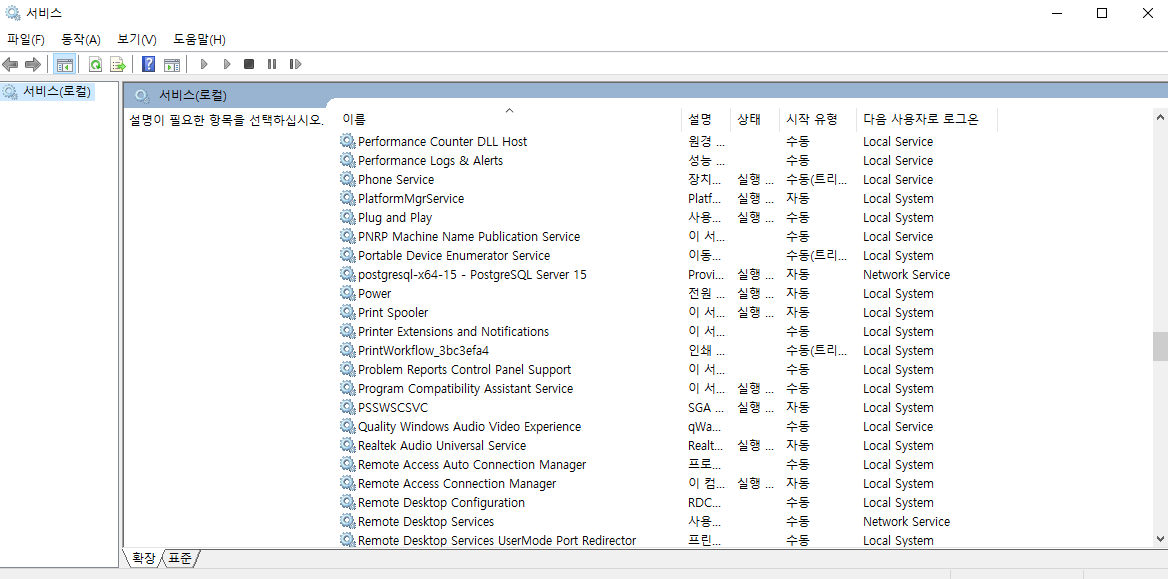 서비스
파일(F) 동작(A) 보기(V) 도움말(H)
서비스(로컬)
서비스(로컬)
설명이 필요한 항목을 선택하십시오.
이름 설명 상태 시작 유형 다음 사용자로 로그온
Performance Counter DLL Host 원경 ... 수동 Local Service
Performance Logs & Alerts 성능 ... 수동 Local Service
Phone Service 장치... 실행 ... 수동(트리... Local Service
PlatformMgrService Platf... 실행 ... 자동 Local System
Plug and Play 사용... 실행 ... 수동 Local System
PNRP Machine Name Publication Service 이 서... 수동 Local Service
Portable Device Enumerator Service 이동... 수동(트리... Local System
postgresql-x64-15 - PostgreSQL Server 15 Provi... 실행 ... 자동 Network Service
Power 전원 ... 실행 ... 자동 Local System
Print Spooler 이 서... 실행 ... 자동 Local System
Printer Extensions and Notifications 이 서... 수동 Local System
PrintWorkflow_3bc3efa4 인쇄 ... 수동(트리... Local System
Problem Reports Control Panel Support 이 서... 수동 Local System
Program Compatibility Assistant Service 이 서... 실행 ... 수동 Local System
PSSWSCSVC SGA ... 실행 ... 자동 Local System
Quality Windows Audio Video Experience qWa... 수동 Local Service
Realtek Audio Universal Service Realt... 실행 ... 자동 Local System
Remote Access Auto Connection Manager 프로... 수동 Local System
Remote Access Connection Manager 이 컴... 실행 ... 자동 Local System
Remote Desktop Configuration RDC... 수동 Local System
Remote Desktop Services 사용... 수동 Network Service
Remote Desktop Services UserMode Port Redirector 프린... 수동 Local System
확장 표준